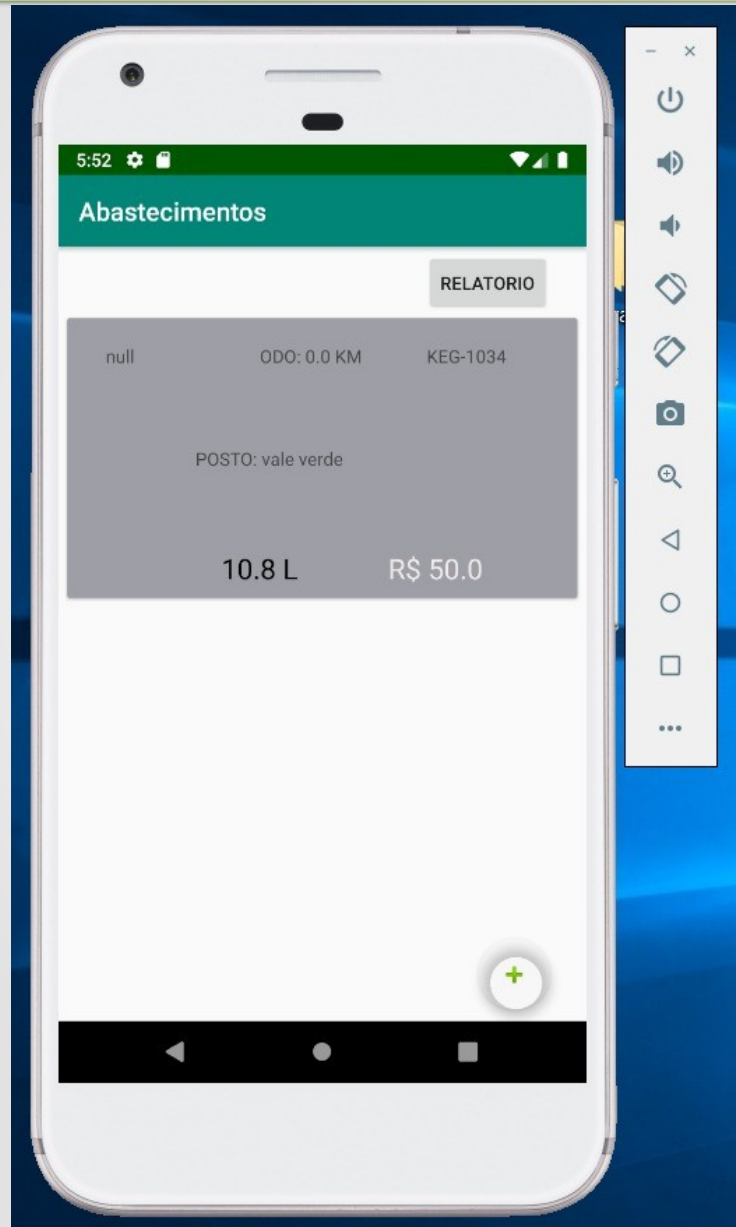 5:52
Abastecimentos
RELATORIO
null ODO: 0.0 KM KEG-1034
POSTO: vale verde
10.8 L R$ 50.0